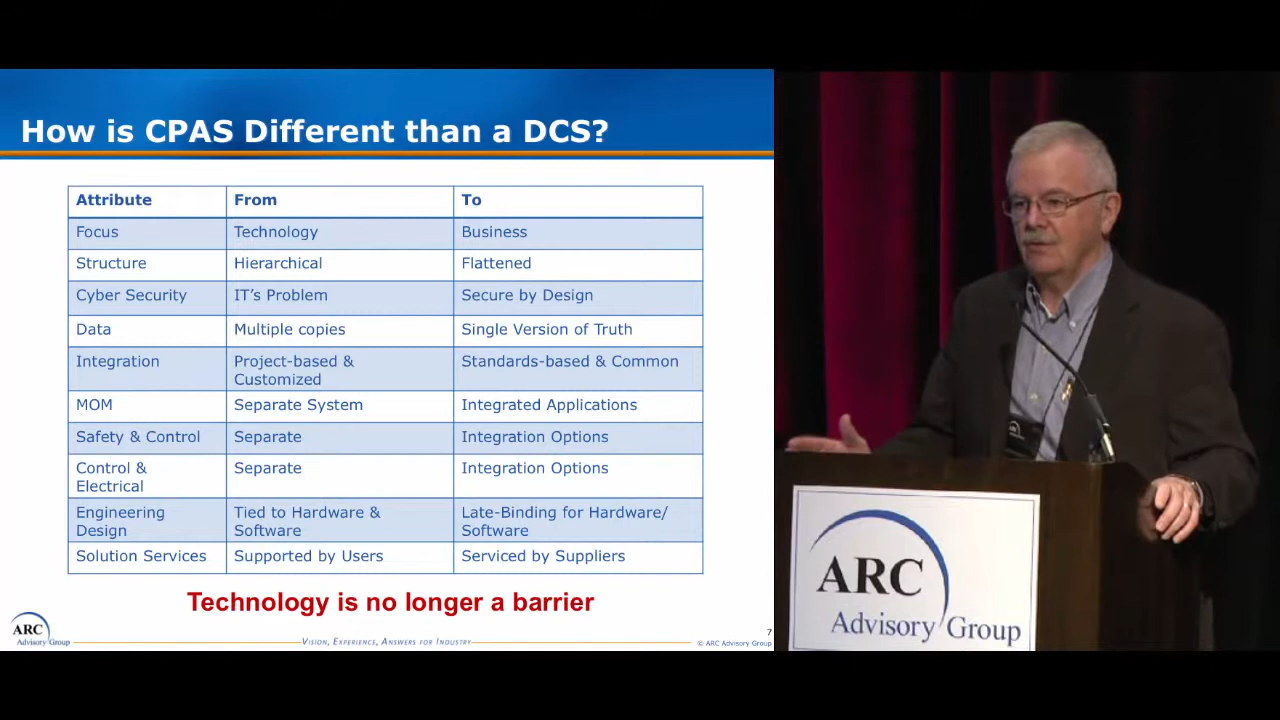 How is CPAS Different than a DCS?
Attribute From To
Focus Technology Business
Structure Hierarchical Flattened
Cyber Security IT's Problem Secure by Design
Data Multiple copies Single Version of Truth
Integration Project-based & Customized Standards-based & Common
MOM Separate System Integrated Applications
Safety & Control Separate Integration Options
Control & Electrical Separate Integration Options
Engineering Design Tied to Hardware & Software Late-Binding for Hardware/ Software
Solution Services Supported by Users Serviced by Suppliers
Technology is no longer a barrier
ARC
Advisory Group
VISION, EXPERIENCE, ANSWERS FOR INDUSTRY
7
© ARC Advisory Group
ARC
Advisory Group